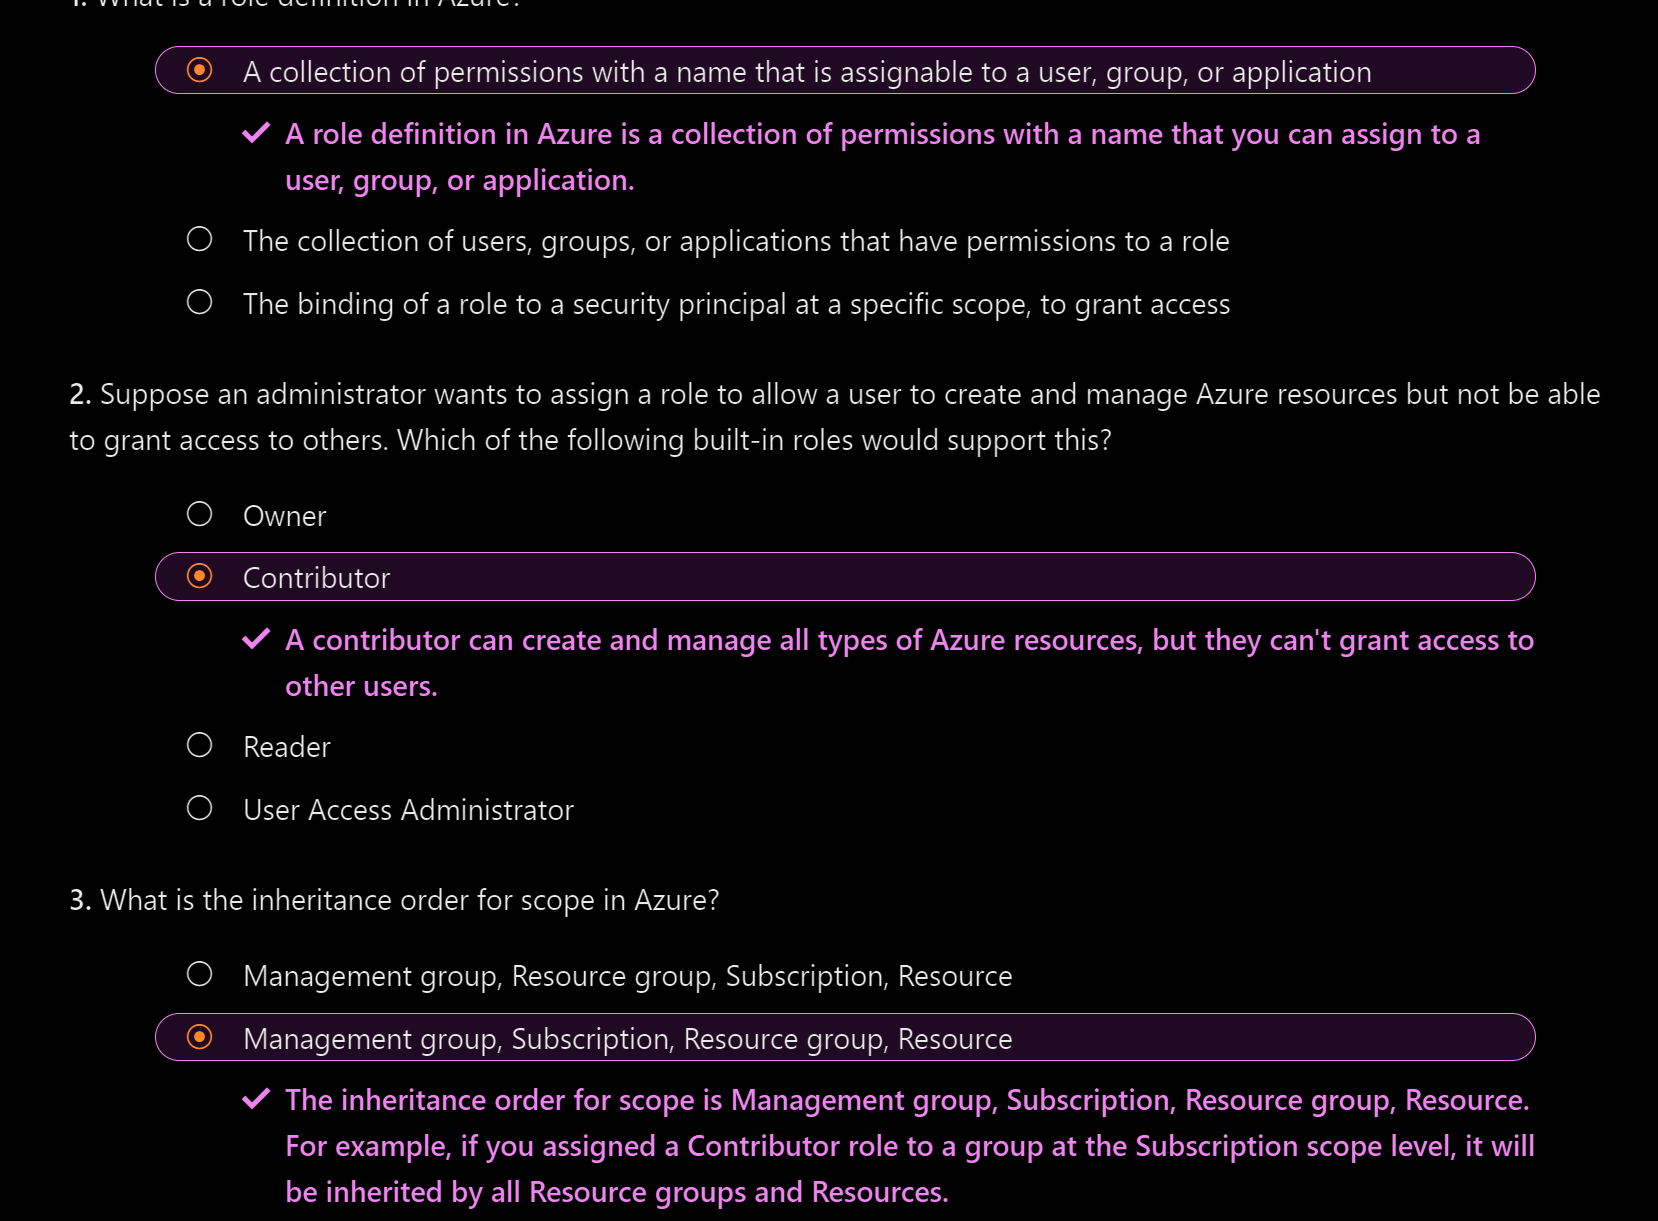 1. What is a role definition in Azure?
A collection of permissions with a name that is assignable to a user, group, or application
A role definition in Azure is a collection of permissions with a name that you can assign to a
user, group, or application.
The collection of users, groups, or applications that have permissions to a role
The binding of a role to a security principal at a specific scope, to grant access
2. Suppose an administrator wants to assign a role to allow a user to create and manage Azure resources but not be able
to grant access to others. Which of the following built-in roles would support this?
Owner
Contributor
A contributor can create and manage all types of Azure resources, but they can't grant access to
other users.
Reader
User Access Administrator
3. What is the inheritance order for scope in Azure?
Management group, Resource group, Subscription, Resource
Management group, Subscription, Resource group, Resource
The inheritance order for scope is Management group, Subscription, Resource group, Resource.
For example, if you assigned a Contributor role to a group at the Subscription scope level, it will
be inherited by all Resource groups and Resources.